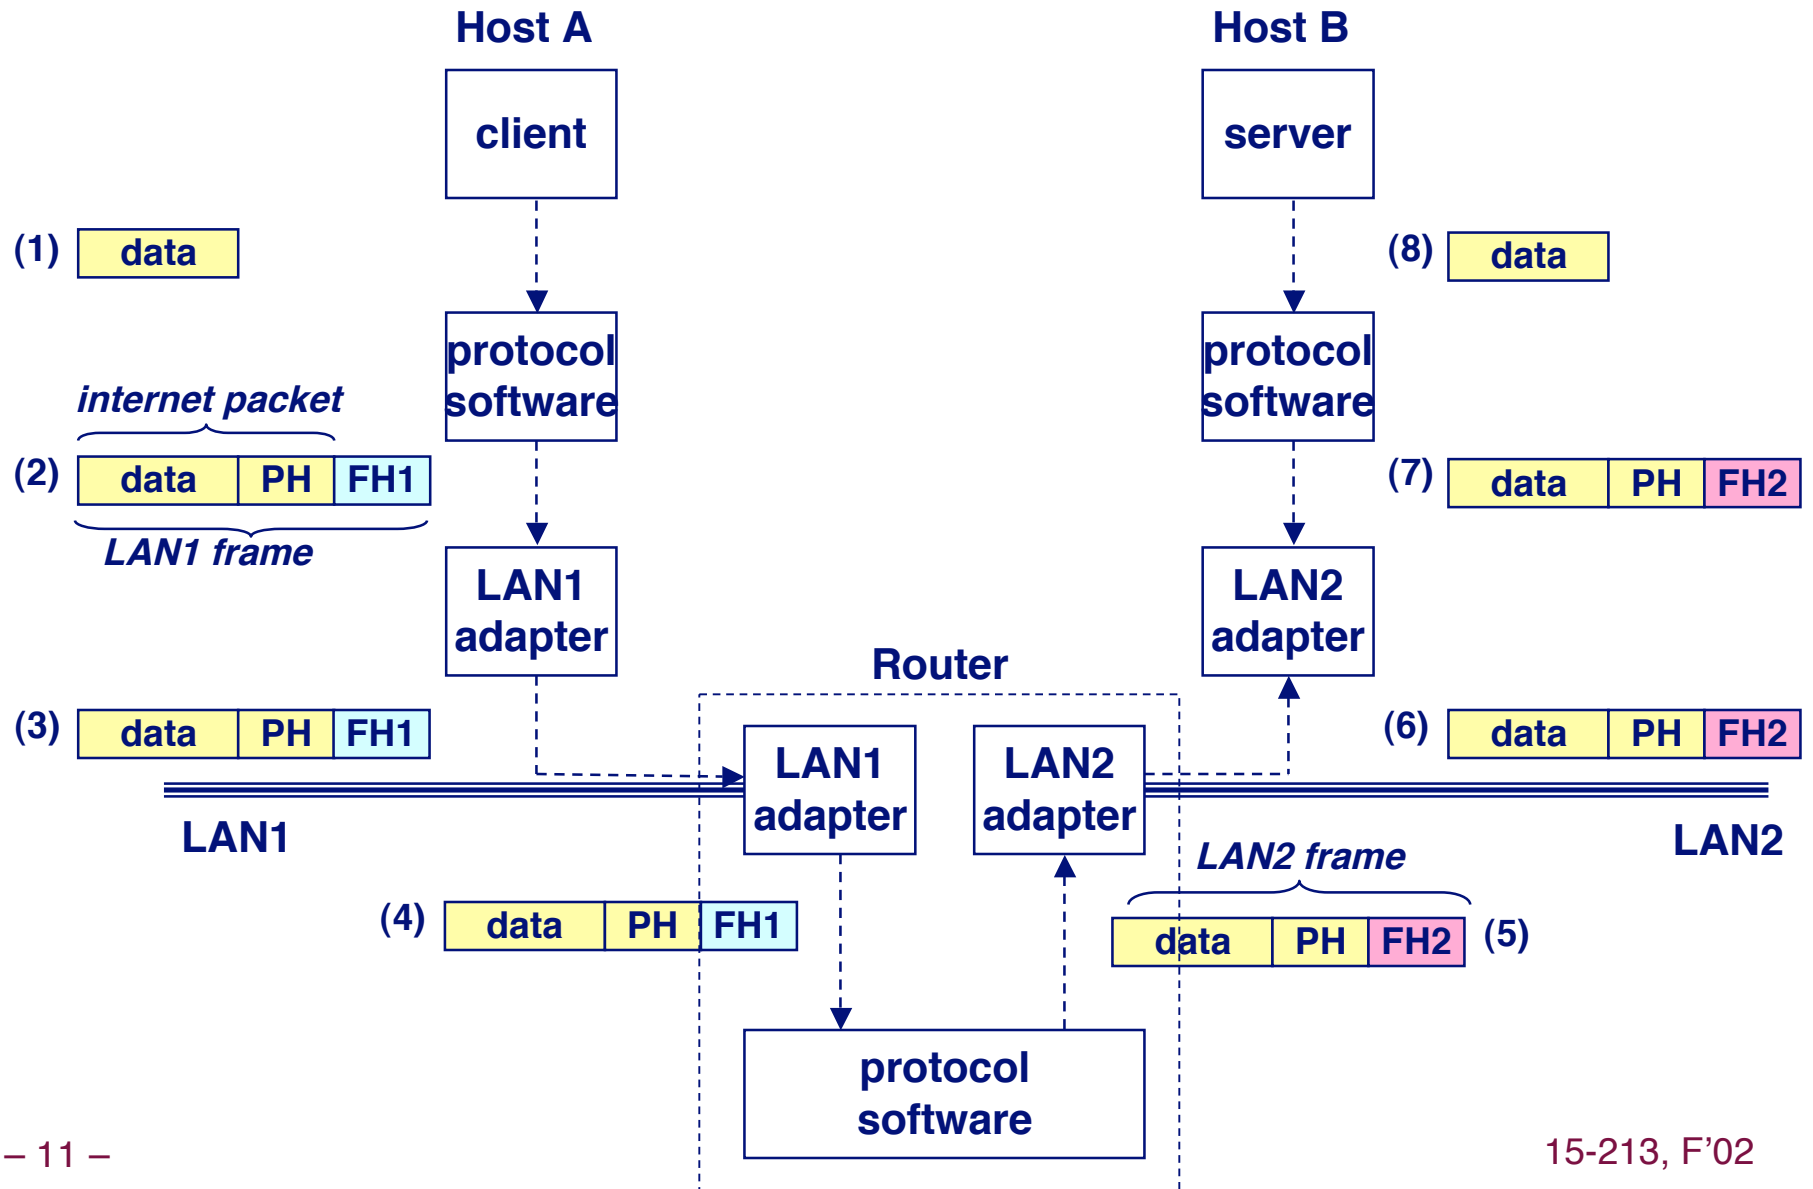 Host A
Host B
client
server
(1) data
(8) data
protocol
software
protocol
software
internet packet
(2) data PH FH1
(7) data PH FH2
LAN1 frame
LAN1
adapter
LAN2
adapter
Router
(3) data PH FH1
(6) data PH FH2
LAN1
adapter
LAN2
adapter
LAN1
LAN2
LAN2 frame
(4) data PH FH1
data PH FH2 (5)
protocol
software
– 11 –
15-213, F’02